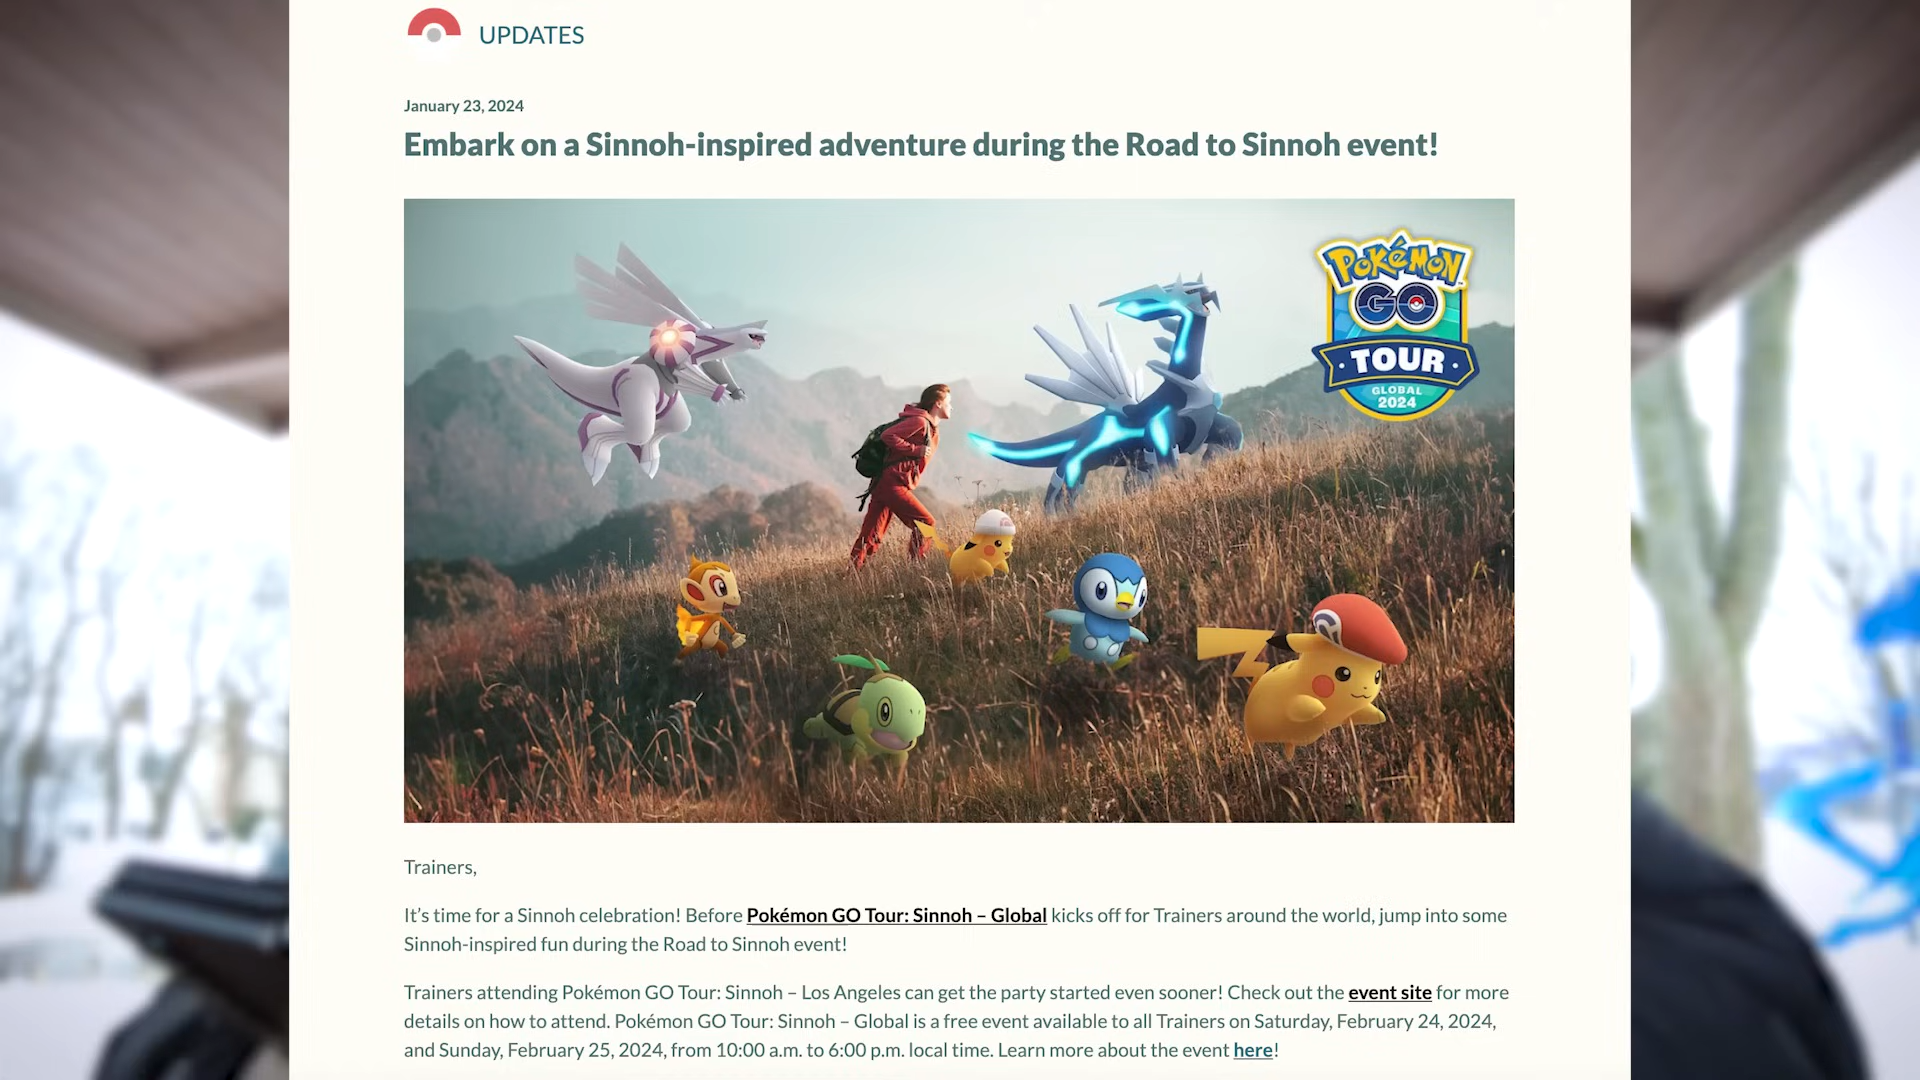 UPDATES
January 23, 2024
Embark on a Sinnoh-inspired adventure during the Road to Sinnoh event!
POKéMON
GO
TOUR
GLOBAL
2024
Trainers,
It’s time for a Sinnoh celebration! Before Pokémon GO Tour: Sinnoh – Global kicks off for Trainers around the world, jump into some
Sinnoh-inspired fun during the Road to Sinnoh event!
Trainers attending Pokémon GO Tour: Sinnoh – Los Angeles can get the party started even sooner! Check out the event site for more
details on how to attend. Pokémon GO Tour: Sinnoh – Global is a free event available to all Trainers on Saturday, February 24, 2024,
and Sunday, February 25, 2024, from 10:00 a.m. to 6:00 p.m. local time. Learn more about the event here!